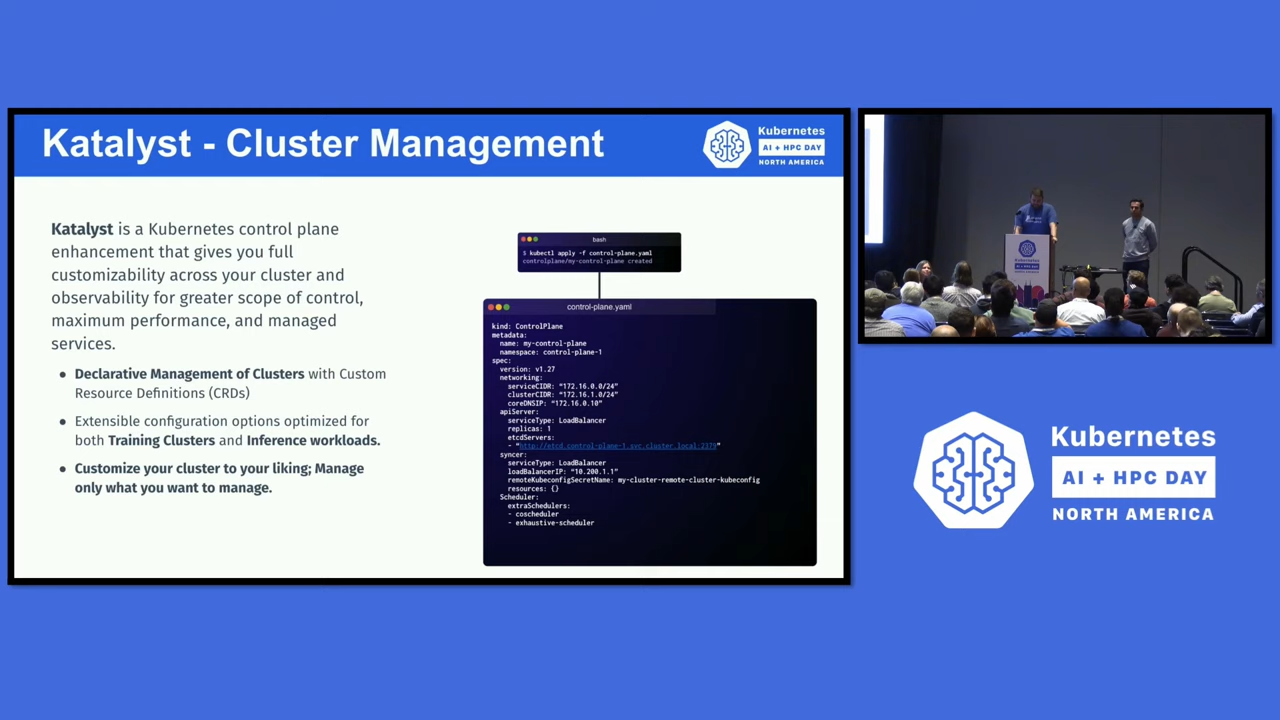 Katalyst - Cluster Management
Kubernetes
AI + HPC DAY
NORTH AMERICA
Katalyst is a Kubernetes control plane
enhancement that gives you full
customizability across your cluster and
observability for greater scope of control,
maximum performance, and managed
services.
● Declarative Management of Clusters with Custom
Resource Definitions (CRDs)
● Extensible configuration options optimized for
both Training Clusters and Inference workloads.
● Customize your cluster to your liking; Manage
only what you want to manage.
bash
$ kubectl apply -f control-plane.yaml
controlplane/my-control-plane created
control-plane.yaml
kind: ControlPlane
metadata:
name: my-control-plane
namespace: control-plane-1
spec:
version: v1.27
networking:
serviceCIDR: "172.16.0.0/24"
clusterCIDR: "172.16.1.0/24"
coreDNSIP: "172.16.0.10"
apiServer:
serviceType: LoadBalancer
replicas: 1
etcdServers:
- "http://etcd.control-plane-1.svc.cluster.local:2379"
syncer:
serviceType: LoadBalancer
loadBalancerIP: "10.200.1.1"
remoteKubeconfigSecretName: my-cluster-remote-cluster-kubeconfig
resources: {}
Scheduler:
extraSchedulers:
- coscheduler
- exhaustive-scheduler
Kubernetes
AI + HPC DAY
NORTH AMERICA